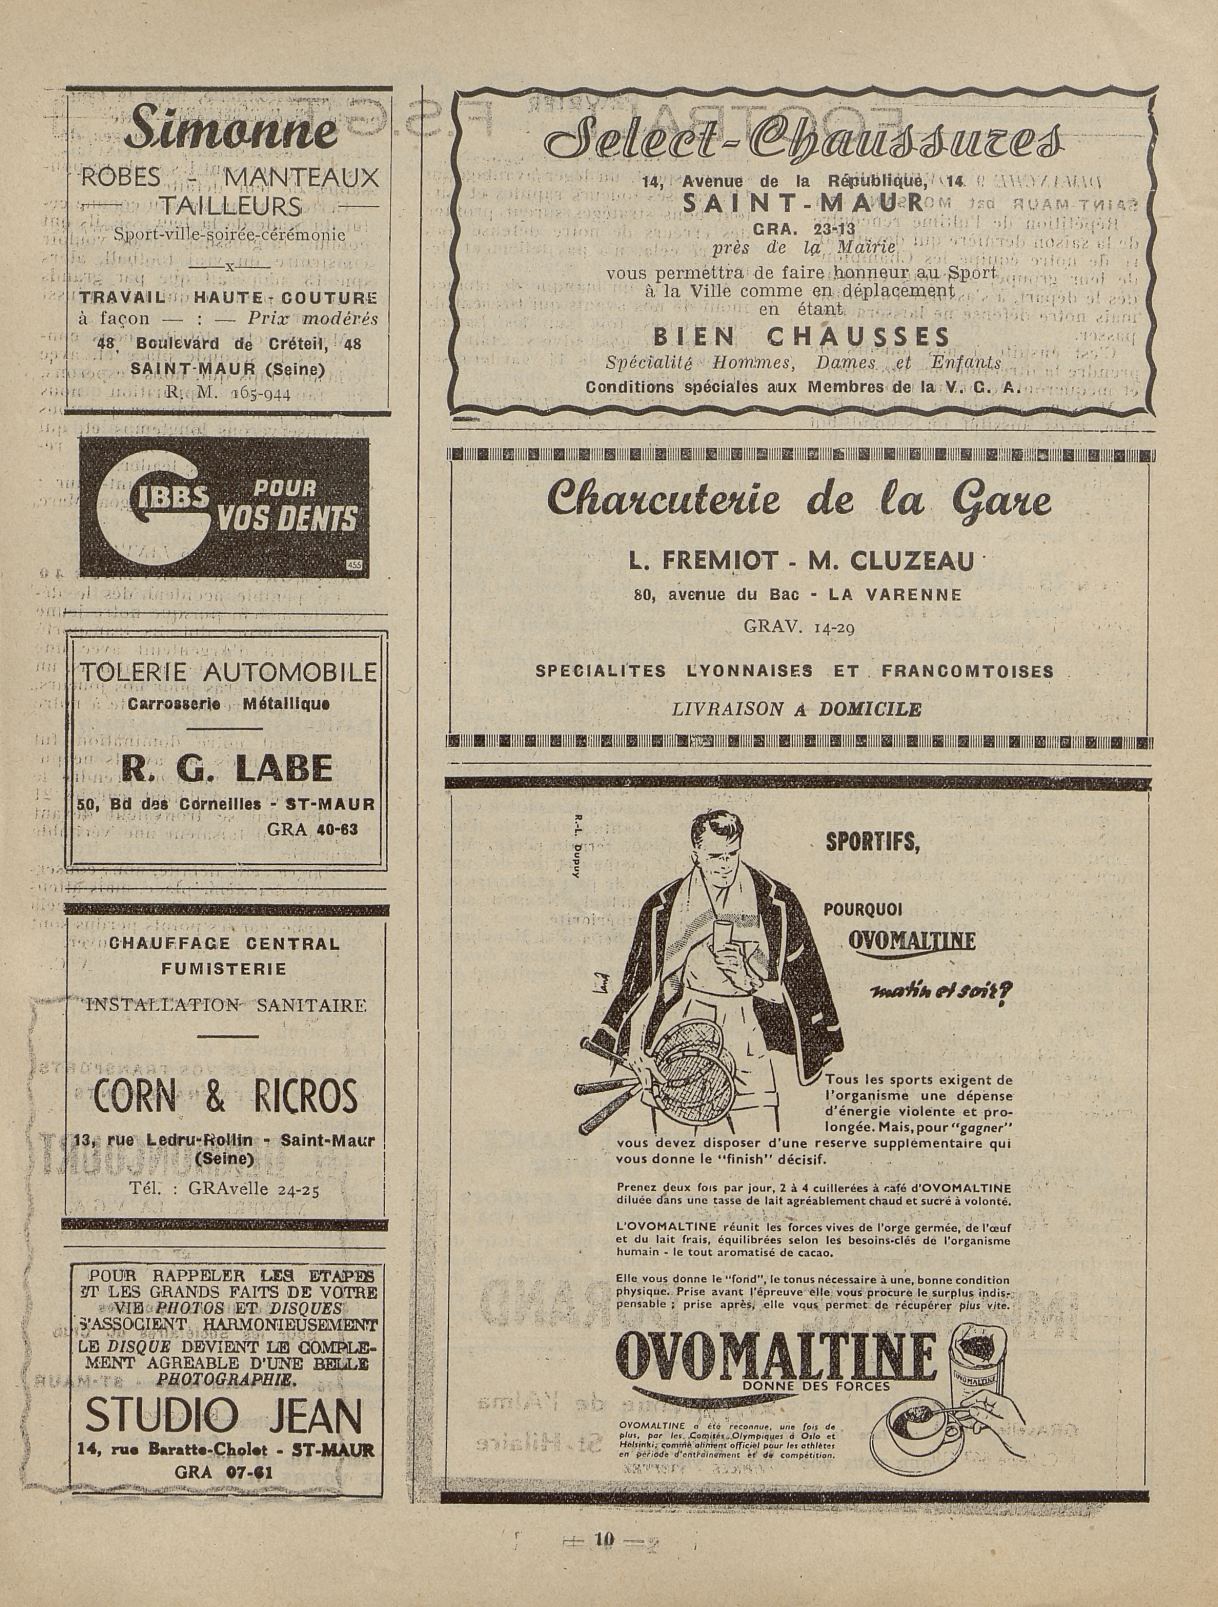 Simonne
ROBES - MANTEAUX
TAILLEURS
Sport-ville-soirée-cérémonie
x
TRAVAIL HAUTE-COUTURE
à façon — : — Prix modérés
48, Boulevard de Créteil, 48
SAINT-MAUR (Seine)
R. M. 165-944
GIBBS POUR
VOS DENTS
455
TOLERIE AUTOMOBILE
Carrosserie Métallique
R. G. LABE
50, Bd des Corneilles - ST-MAUR
GRA 40-63
CHAUFFAGE CENTRAL
FUMISTERIE
INSTALLATION SANITAIRE
CORN & RICROS
13, rue Ledru-Rollin - Saint-Maur
(Seine)
Tél. : GRAvelle 24-25
POUR RAPPELER LES ETAPES
ET LES GRANDS FAITS DE VOTRE
VIE PHOTOS ET DISQUES
S'ASSOCIENT HARMONIEUSEMENT
LE DISQUE DEVIENT LE COMPLE-
MENT AGREABLE D'UNE BELLE
PHOTOGRAPHIE.
STUDIO JEAN
14, rue Baratte-Cholet - ST-MAUR
GRA 07-61
Select-Chaussures
14, Avenue de la République, 14
SAINT-MAUR
GRA. 23-13
près de la Mairie
vous permettra de faire honneur au Sport
à la Ville comme en déplacement
en étant
BIEN CHAUSSES
Spécialité Hommes, Dames et Enfants
Conditions spéciales aux Membres de la V. G. A.
Charcuterie de la Gare
L. FREMIOT - M. CLUZEAU
80, avenue du Bac - LA VARENNE
GRAV. 14-29
SPECIALITES LYONNAISES ET FRANCOMTOISES
LIVRAISON A DOMICILE
R.-L. Dupuy
SPORTIFS,
POURQUOI
OVOMALTINE
matin et soir?
Tous les sports exigent de
l'organisme une dépense
d'énergie violente et pro-
longée. Mais, pour "gagner"
vous devez disposer d'une reserve supplémentaire qui
vous donne le "finish" décisif.
Prenez deux fois par jour, 2 à 4 cuillerées à café d'OVOMALTINE
diluée dans une tasse de lait agréablement chaud et sucré à volonté.
L'OVOMALTINE réunit les forces vives de l'orge germée, de l'œuf
et du lait frais, équilibrées selon les besoins-clés de l'organisme
humain - le tout aromatisé de cacao.
Elle vous donne le "fond", le tonus nécessaire à une, bonne condition
physique. Prise avant l'épreuve elle vous procure le surplus indis-
pensable ; prise après, elle vous permet de récupérer plus vite.
OVOMALTINE
DONNE DES FORCES
OVOMALTINE
OVOMALTINE a été reconnue, une fois de
plus, par les Comités Olympiques à Oslo et
Helsinki, comme aliment officiel pour les athlètes
en période d'entraînement et de compétition.
— 10 —